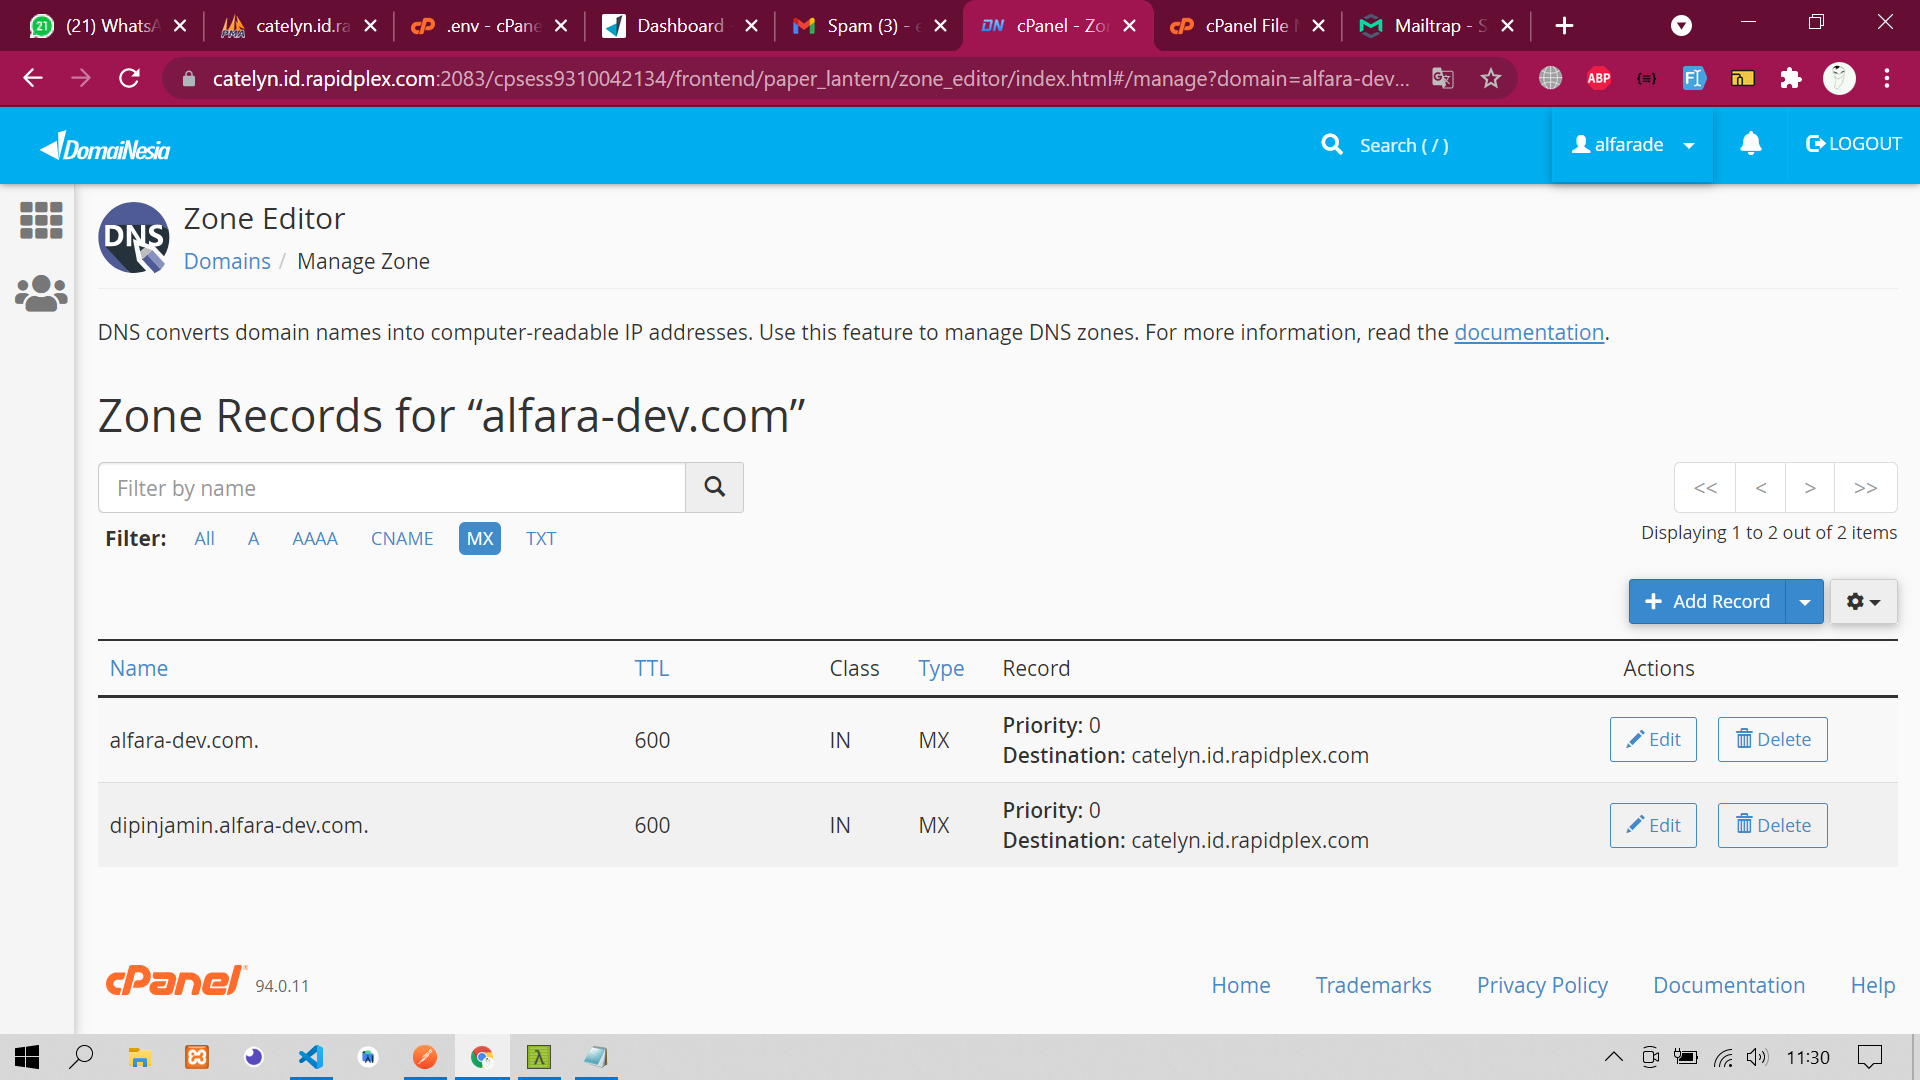 (21) WhatsA
catelyn.id.ra
.env - cPane
Dashboard -
Spam (3) - e
cPanel - Zo
cPanel File
Mailtrap - S
catelyn.id.rapidplex.com:2083/cpsess9310042134/frontend/paper_lantern/zone_editor/index.html#/manage?domain=alfara-dev...
ABP
DomaiNesia
Search ( / )
alfarade
LOGOUT
DNS
Zone Editor
Domains / Manage Zone
DNS converts domain names into computer-readable IP addresses. Use this feature to manage DNS zones. For more information, read the documentation.
Zone Records for “alfara-dev.com”
Filter by name
<< < > >>
Filter: All A AAAA CNAME MX TXT
Displaying 1 to 2 out of 2 items
Add Record
Name TTL Class Type Record Actions
alfara-dev.com. 600 IN MX Priority: 0
Destination: catelyn.id.rapidplex.com
Edit Delete
dipinjamin.alfara-dev.com. 600 IN MX Priority: 0
Destination: catelyn.id.rapidplex.com
Edit Delete
cPanel 94.0.11
Home Trademarks Privacy Policy Documentation Help
11:30